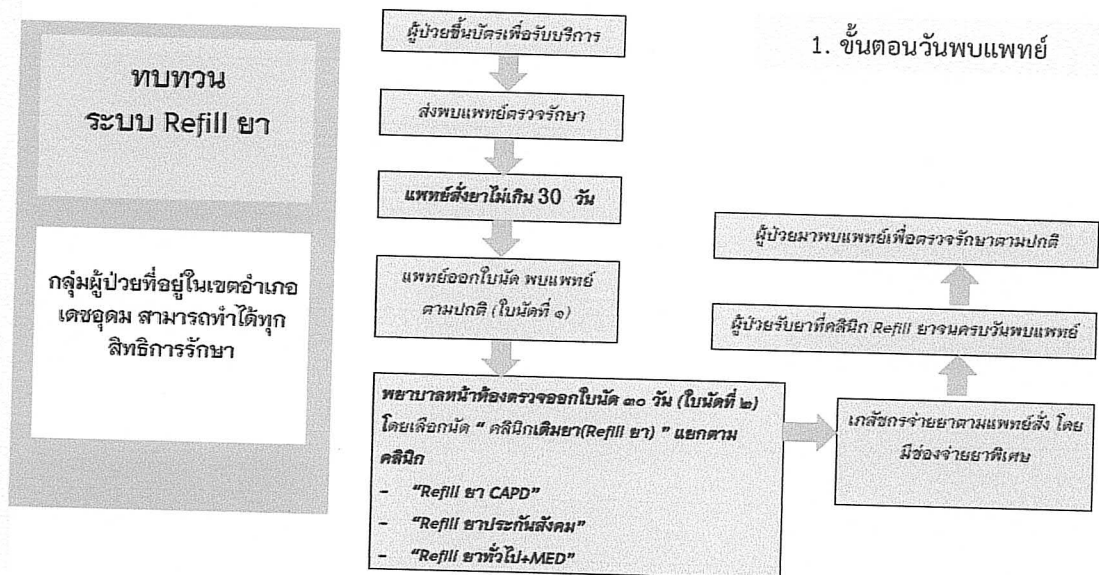 ทบทวน
ระบบ Refill ยา
กลุ่มผู้ป่วยที่อยู่ในเขตอำเภอ
เดชอุดม สามารถทำได้ทุก
สิทธิการรักษา
1. ขั้นตอนวันพบแพทย์
ผู้ป่วยยื่นบัตรเพื่อรับบริการ
ส่งพบแพทย์ตรวจรักษา
แพทย์สั่งยาไม่เกิน 30 วัน
แพทย์ออกใบนัด พบแพทย์
ตามปกติ (ใบนัดที่ ๑)
พยาบาลหน้าห้องตรวจออกใบนัด ๓๐ วัน (ใบนัดที่ ๒)
โดยเลือกนัด “ คลินิกเติมยา(Refill ยา) ” แยกตาม
คลินิก
- “Refill ยา CAPD”
- “Refill ยาประกันสังคม”
- “Refill ยาทั่วไป+MED”
เภสัชกรจ่ายยาตามแพทย์สั่ง โดย
มีช่องจ่ายยาพิเศษ
ผู้ป่วยรับยาที่คลินิก Refill ยาจนครบวันพบแพทย์
ผู้ป่วยมาพบแพทย์เพื่อตรวจรักษาตามปกติ